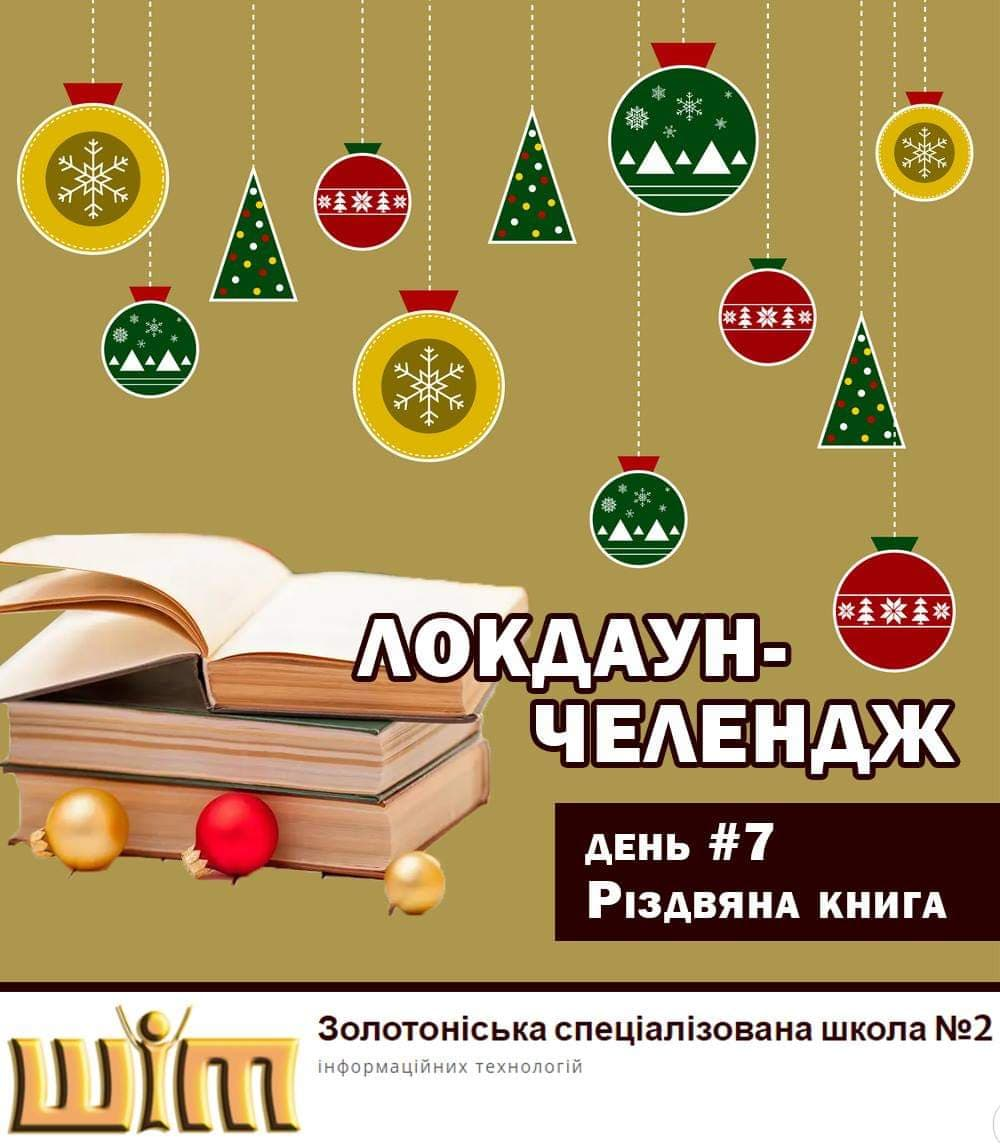 ЛОКДАУН-
ЧЕЛЕНДЖ
день #7
Різдвяна книга
шіт
Золотоніська спеціалізована школа №2
інформаційних технологій